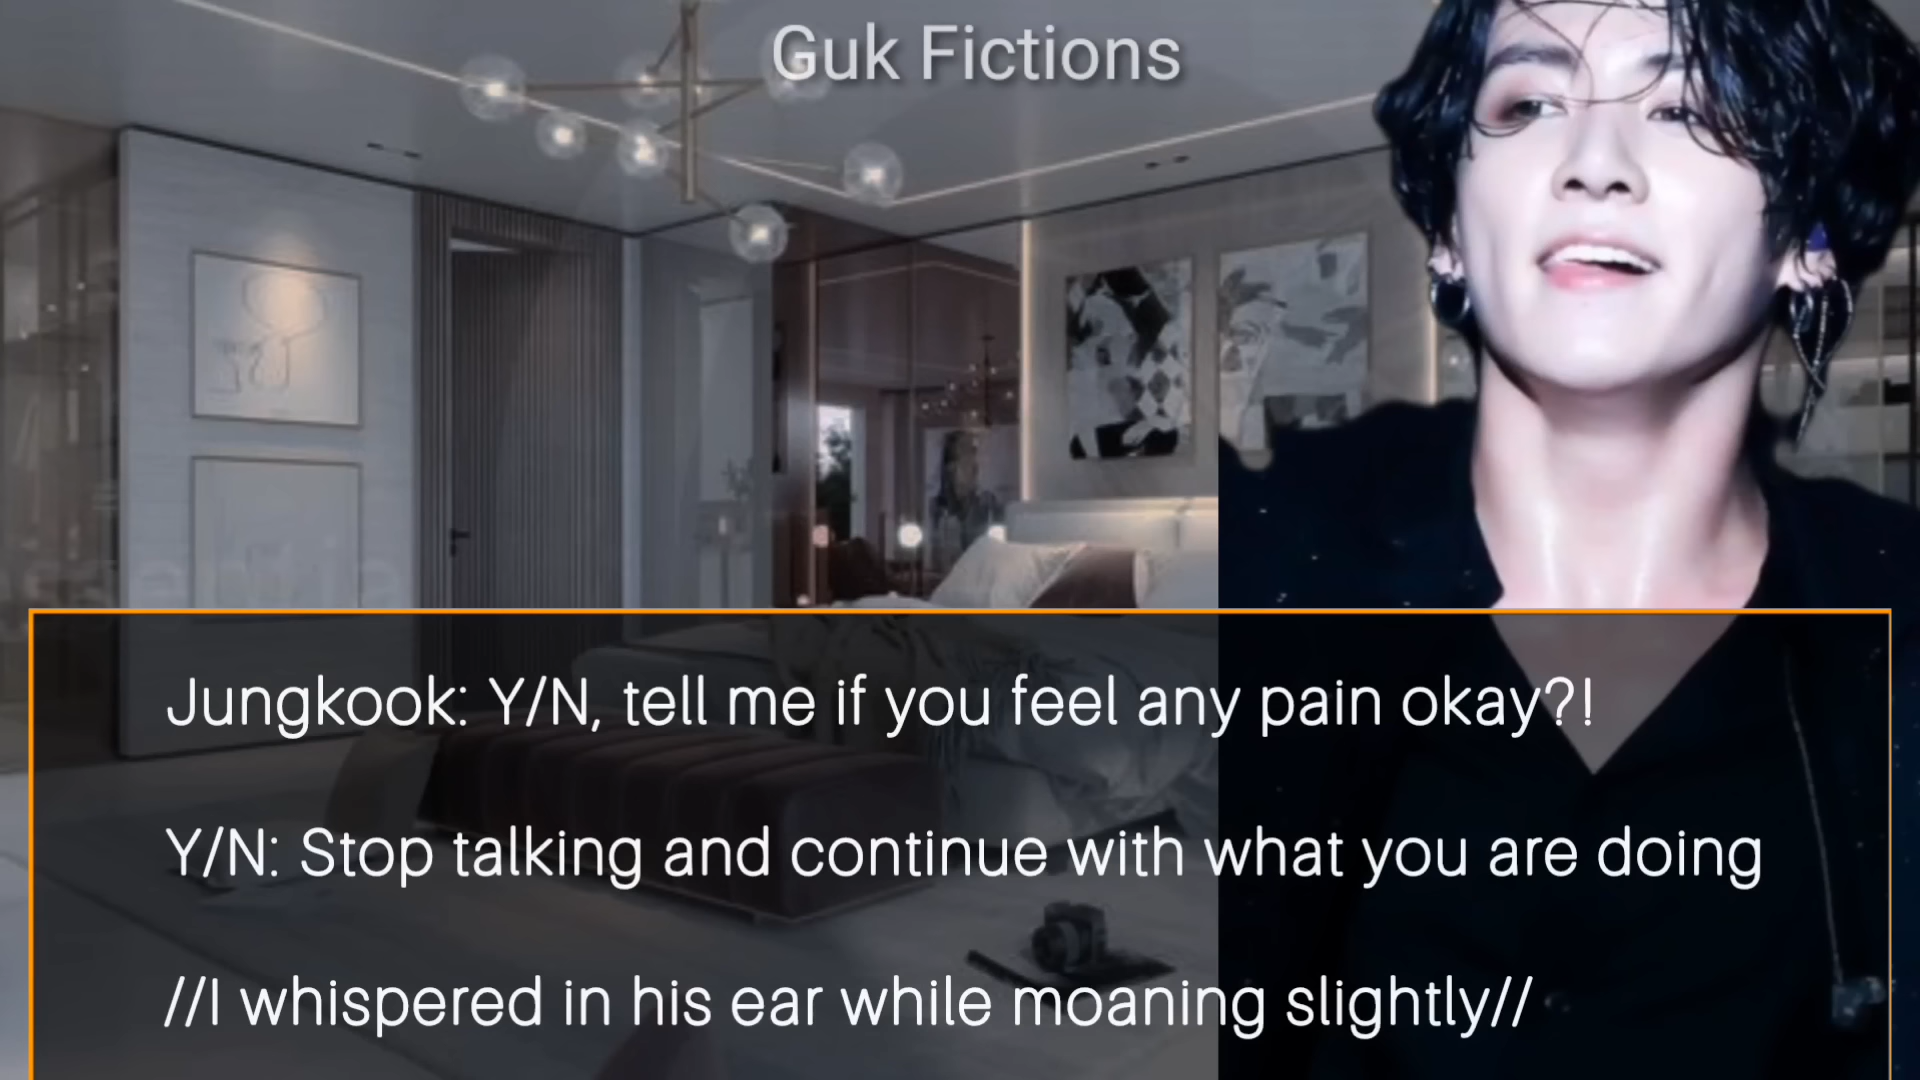 Guk Fictions
Jungkook: Y/N, tell me if you feel any pain okay?!
Y/N: Stop talking and continue with what you are doing
//I whispered in his ear while moaning slightly//